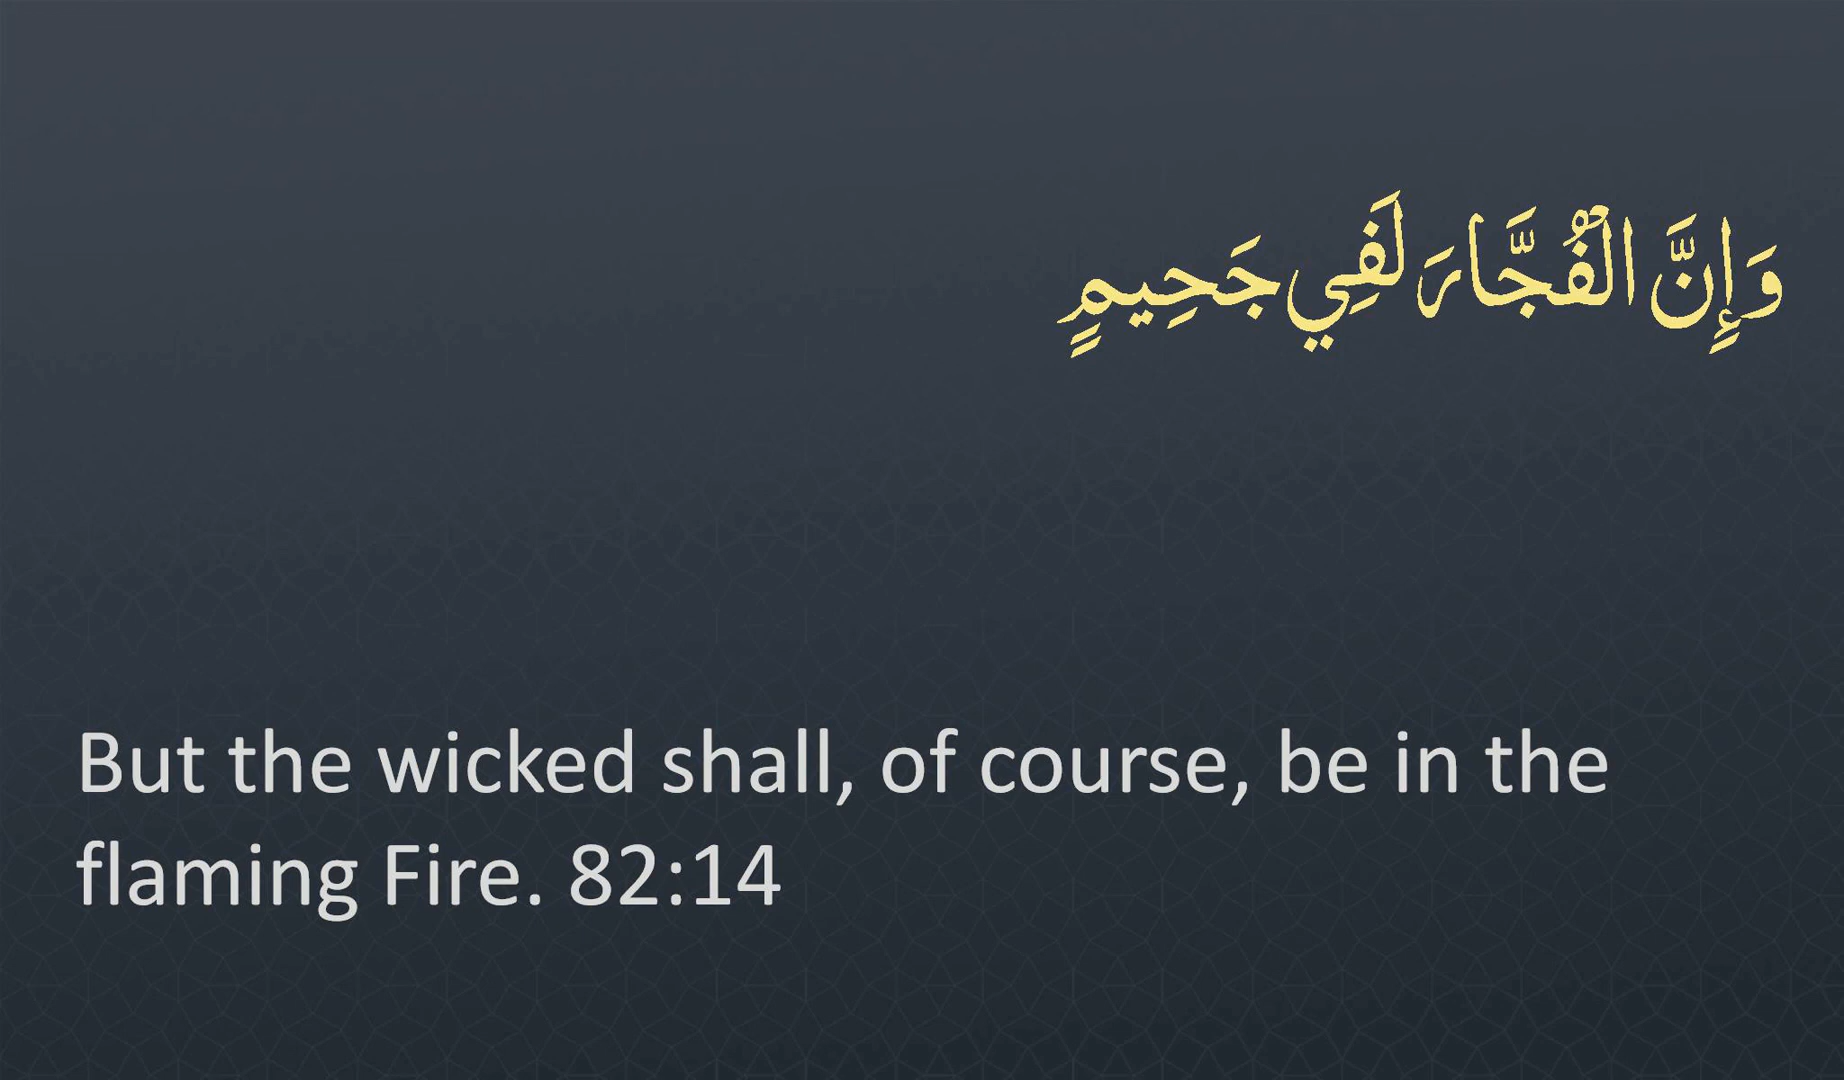 وَإٍنَّ الْفُجَّارَ لَفِي جَحِيمٍ
But the wicked shall, of course, be in the
flaming Fire. 82:14